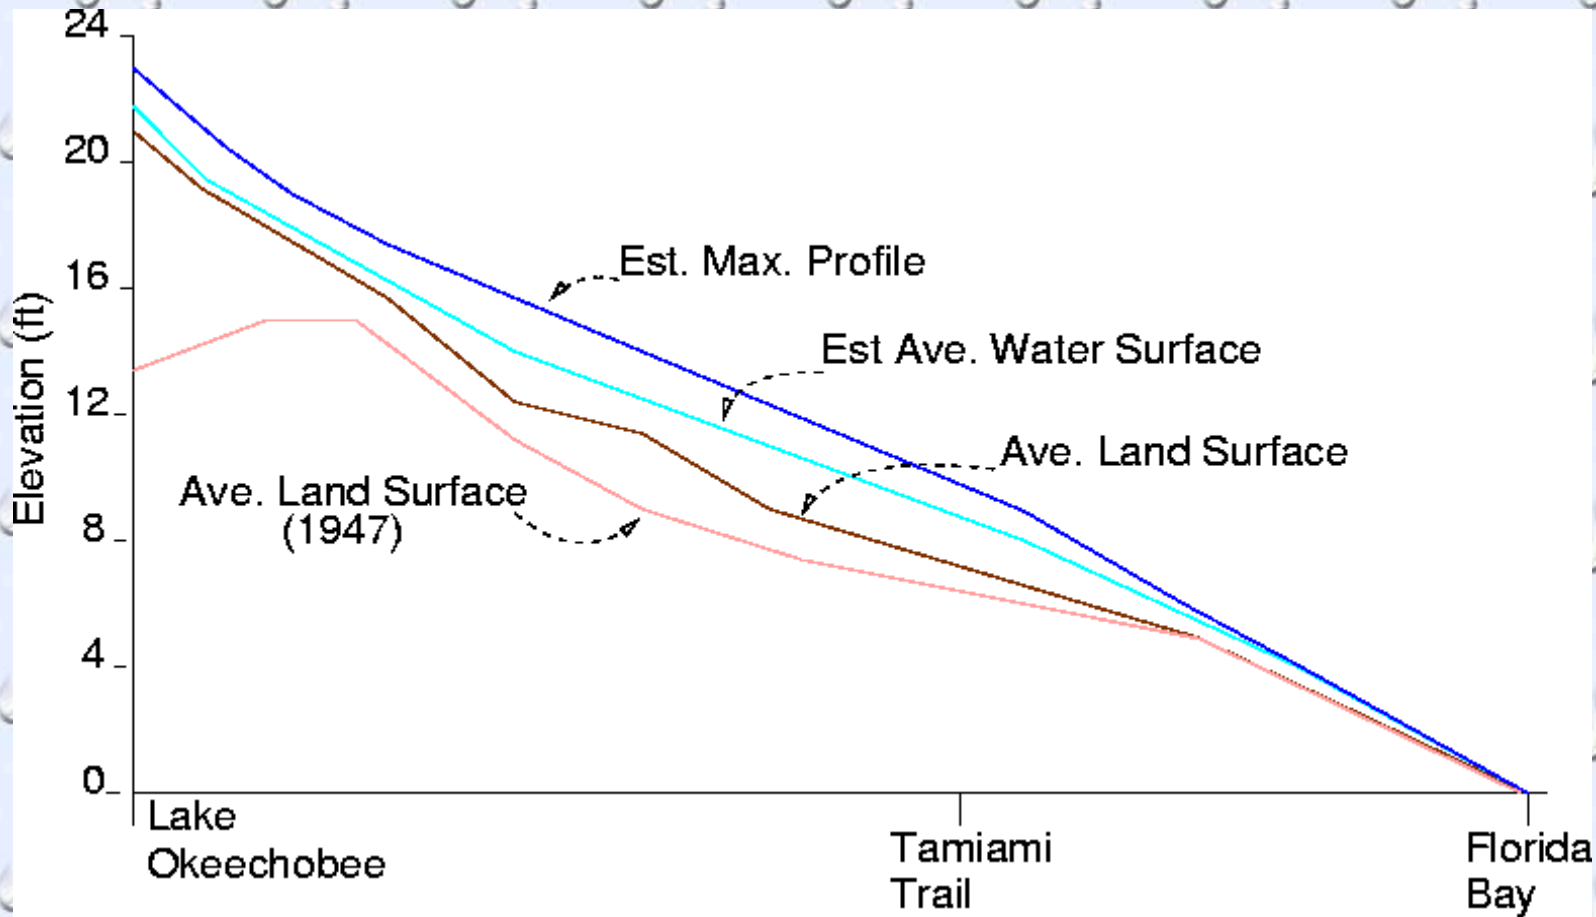 24
20
16
12
8
4
0
Elevation (ft)
Est. Max. Profile
Est Ave. Water Surface
Ave. Land Surface
Ave. Land Surface
(1947)
Lake
Okeechobee
Tamiami
Trail
Florida
Bay